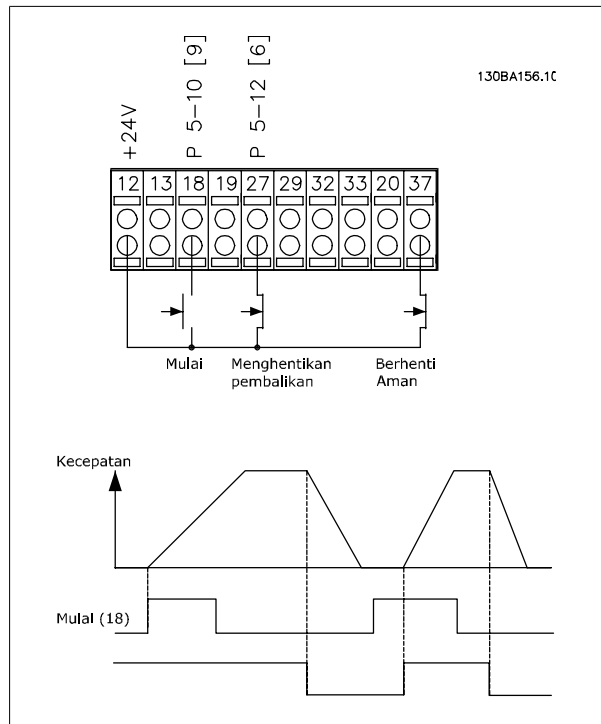 130BA156.10
+24V
P 5-10 [9]
P 5-12 [6]
12 13 18 19 27 29 32 33 20 37
Mulai
Menghentikan
pembalikan
Berhenti
Aman
Kecepatan
Mulal (18)